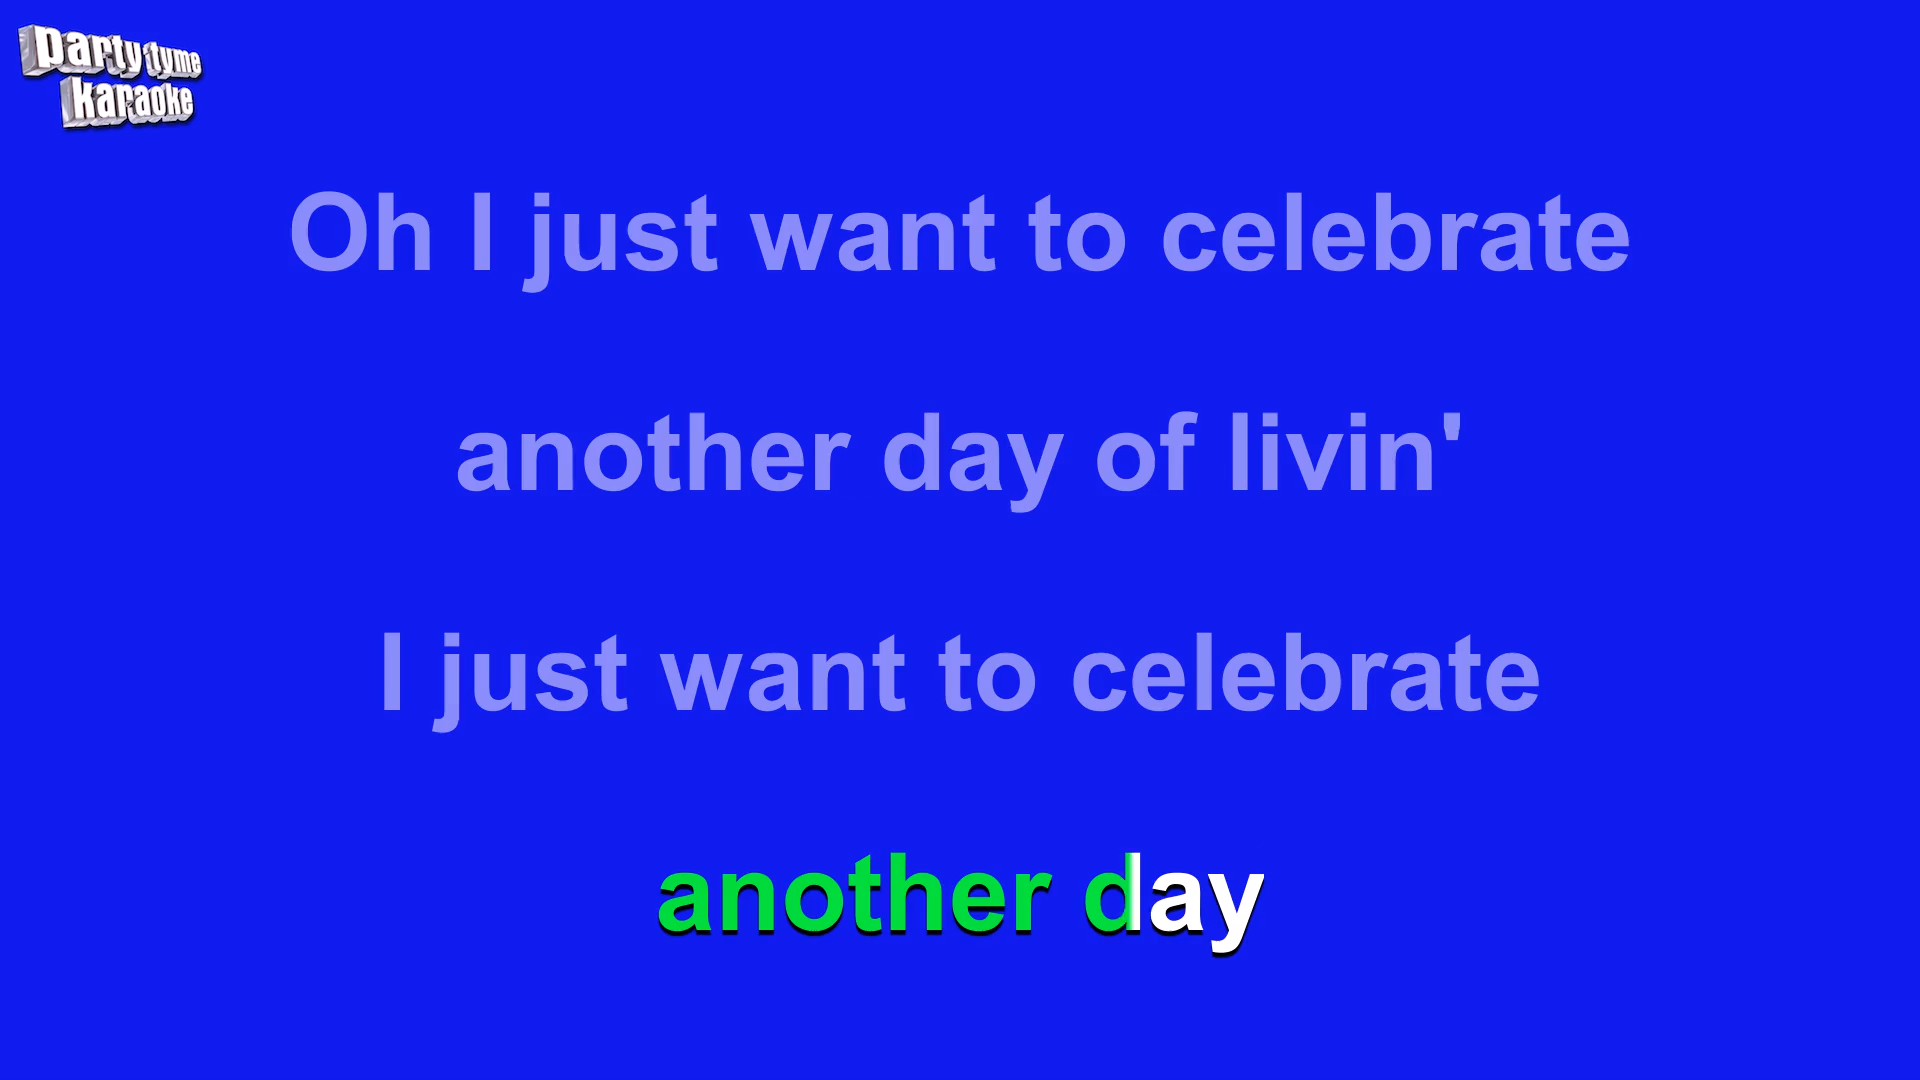 party tyme
karaoke
Oh I just want to celebrate
another day of livin'
I just want to celebrate
another day